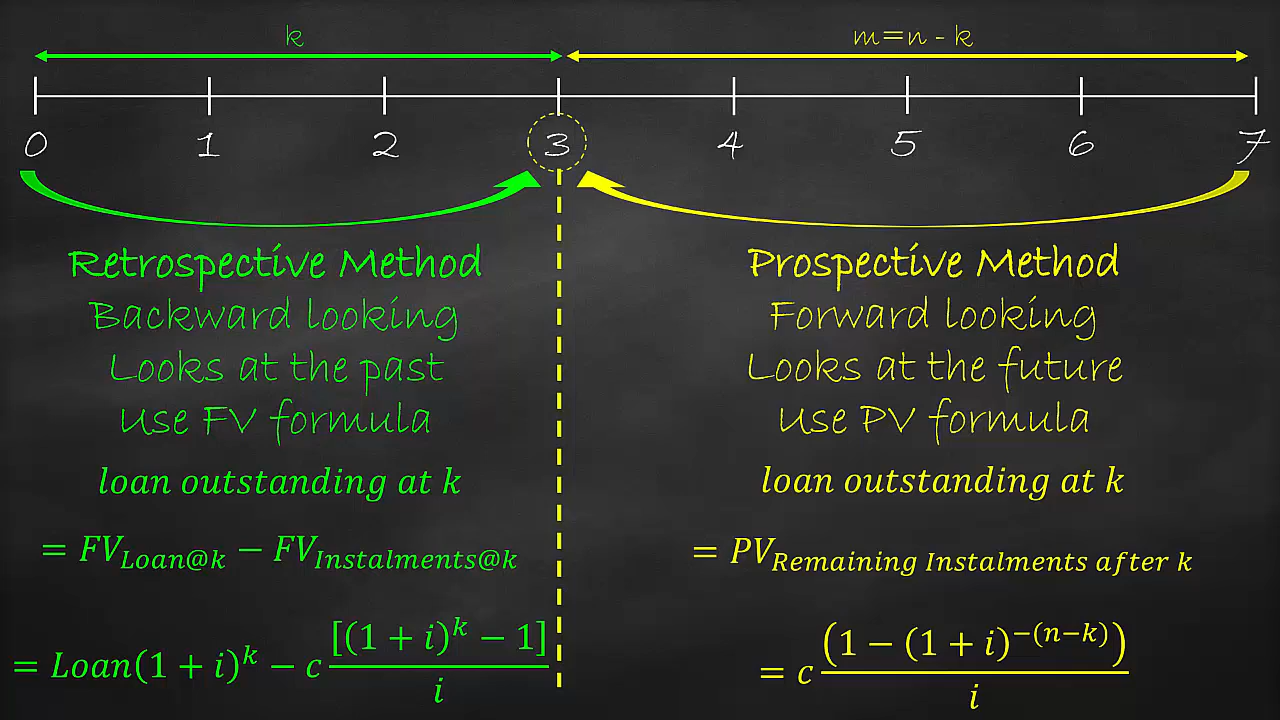 k
m=n - k
0 1 2 3 4 5 6 7
Retrospective Method
Backward looking
Looks at the past
Use FV formula
loan outstanding at k
= FV_{Loan@k} − FV_{Instalments@k}
= Loan(1 + i)^k − c [(1 + i)^k − 1] / i
Prospective Method
Forward looking
Looks at the future
Use PV formula
loan outstanding at k
= PV_{Remaining Instalments after k}
= c (1 − (1 + i)^{−(n−k)}) / i